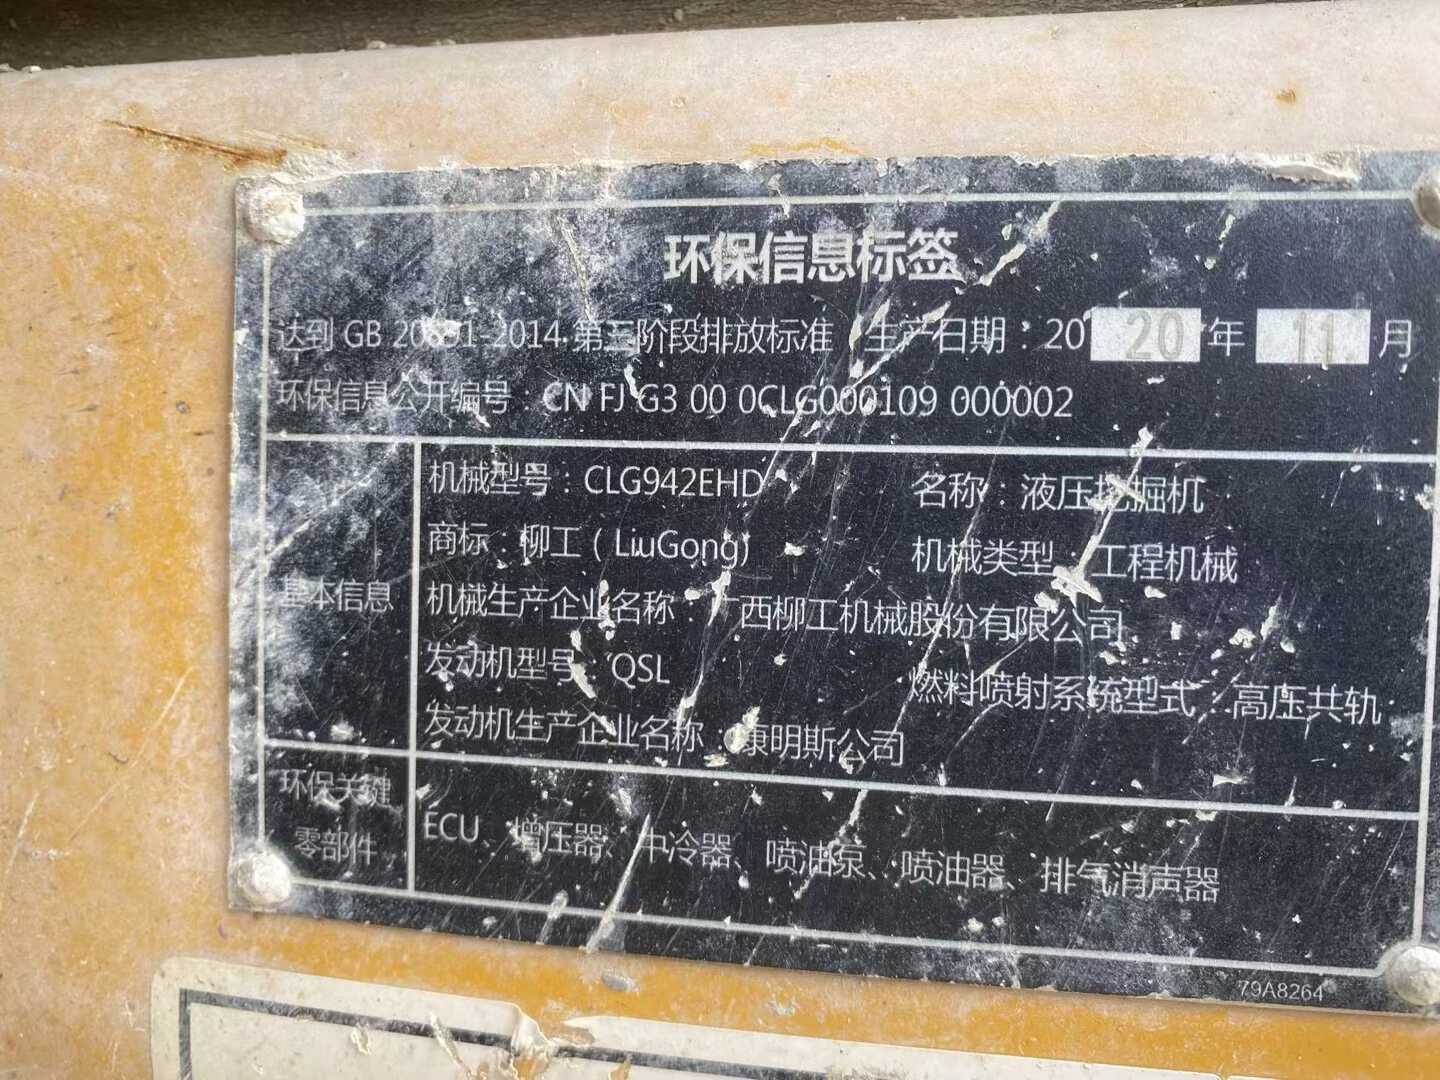 环保信息标签
达到 GB 20891-2014 第三阶段排放标准 生产日期：20 20 年 11 月
环保信息公开编号：CN FJ G3 00 0CLG000109 000002
基本信息
机械型号：CLG942EHD 名称：液压挖掘机
商标：柳工（LiuGong） 机械类型：工程机械
机械生产企业名称：广西柳工机械股份有限公司
发动机型号：QSL 燃料喷射系统型式：高压共轨
发动机生产企业名称：康明斯公司
环保关键
零部件
ECU、增压器、中冷器、喷油泵、喷油器、排气消声器
79A8264